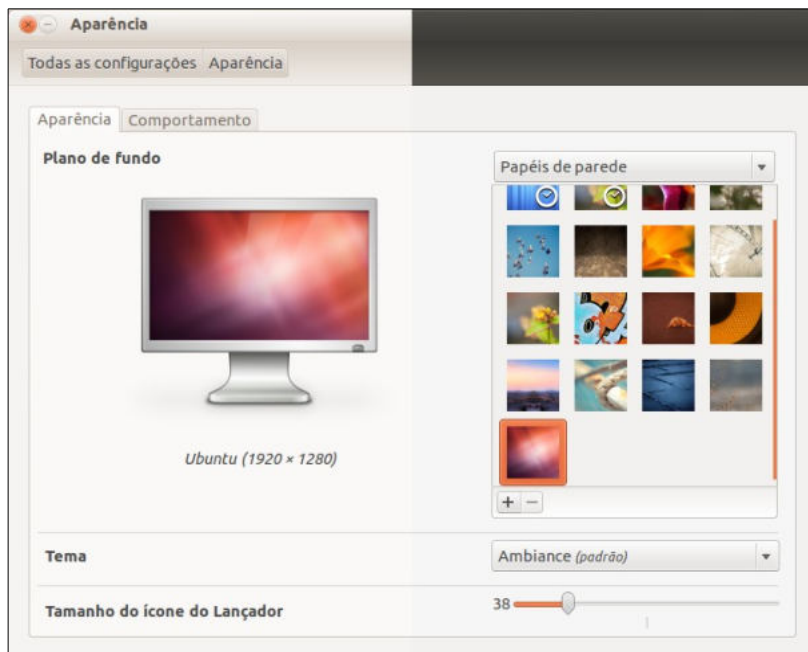 Aparência
Todas as configurações Aparência
Aparência Comportamento
Plano de fundo
Papéis de parede
Ubuntu (1920 × 1280)
Tema
Ambiance (padrão)
Tamanho do ícone do Lançador
38